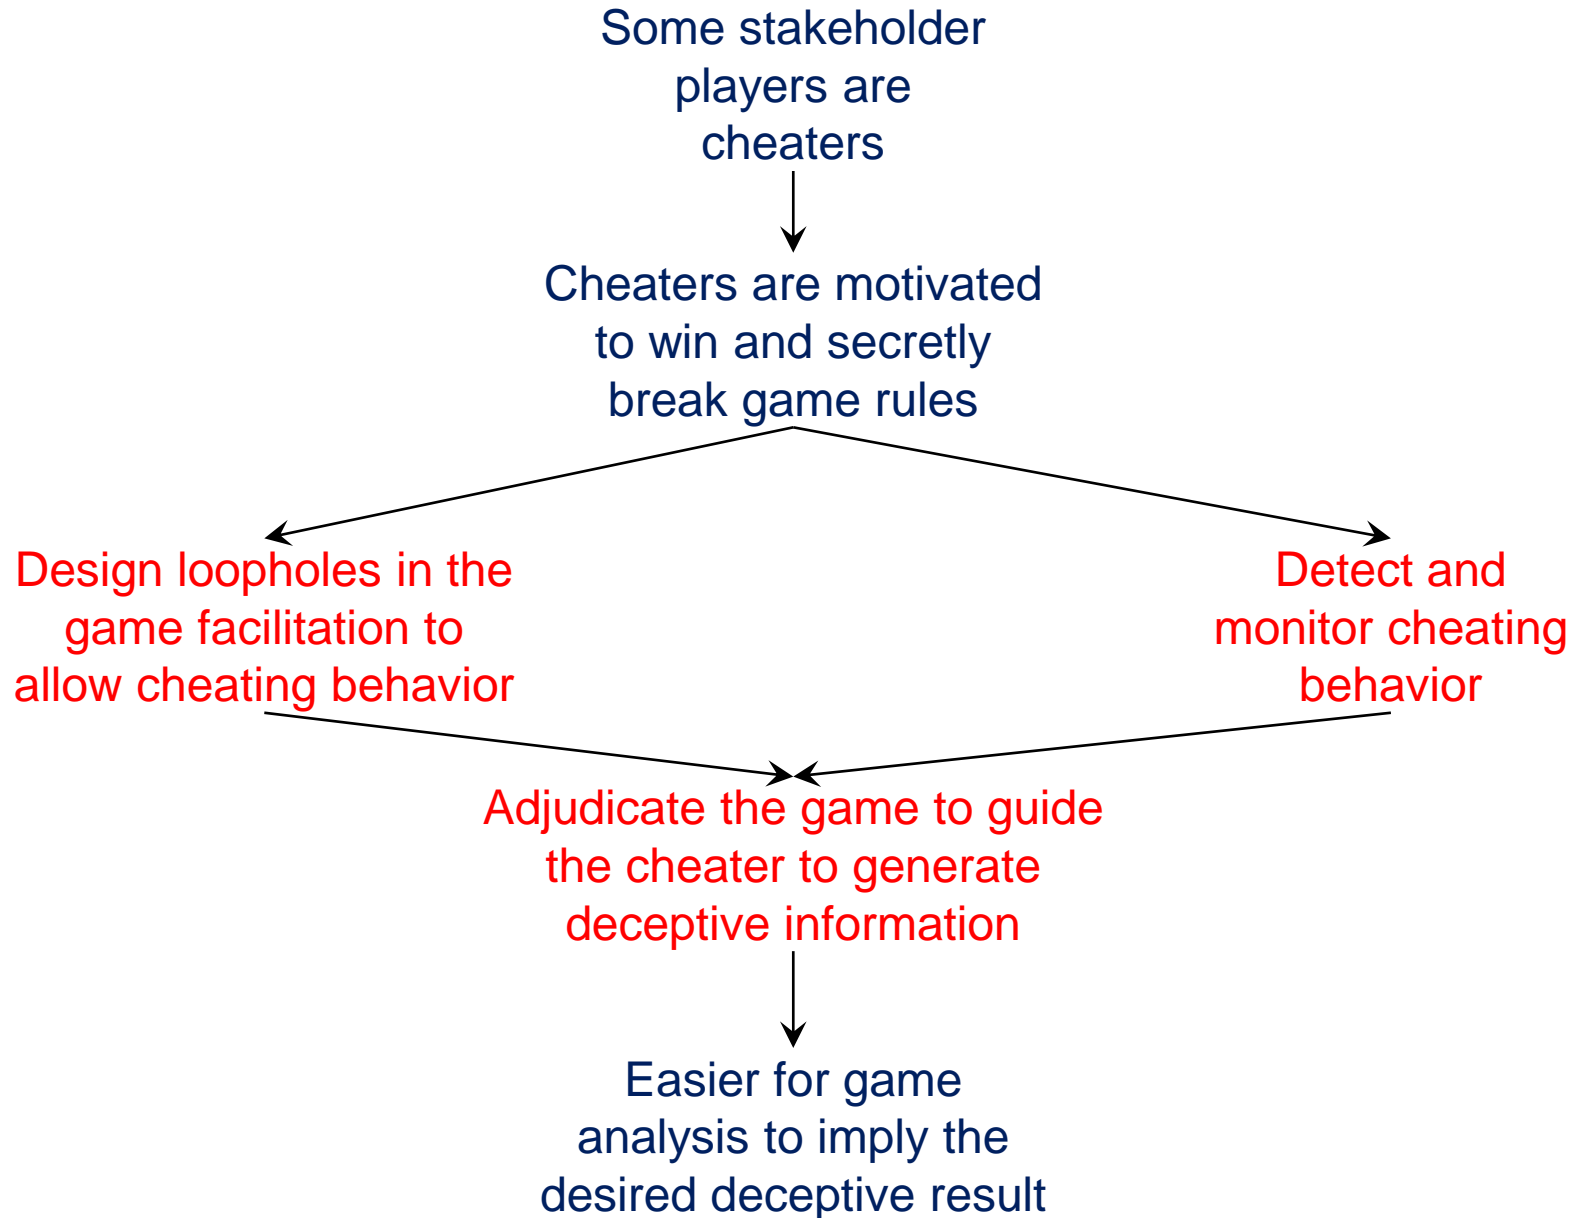 Some stakeholder
players are
cheaters
Cheaters are motivated
to win and secretly
break game rules
Design loopholes in the
game facilitation to
allow cheating behavior
Detect and
monitor cheating
behavior
Adjudicate the game to guide
the cheater to generate
deceptive information
Easier for game
analysis to imply the
desired deceptive result